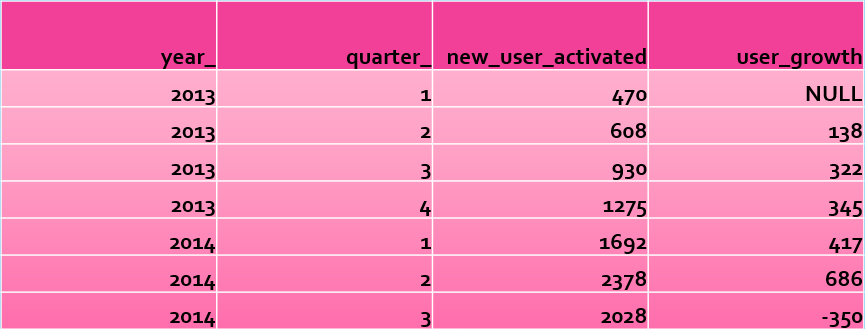 year_ quarter_ new_user_activated user_growth
2013 1 470 NULL
2013 2 608 138
2013 3 930 322
2013 4 1275 345
2014 1 1692 417
2014 2 2378 686
2014 3 2028 -350